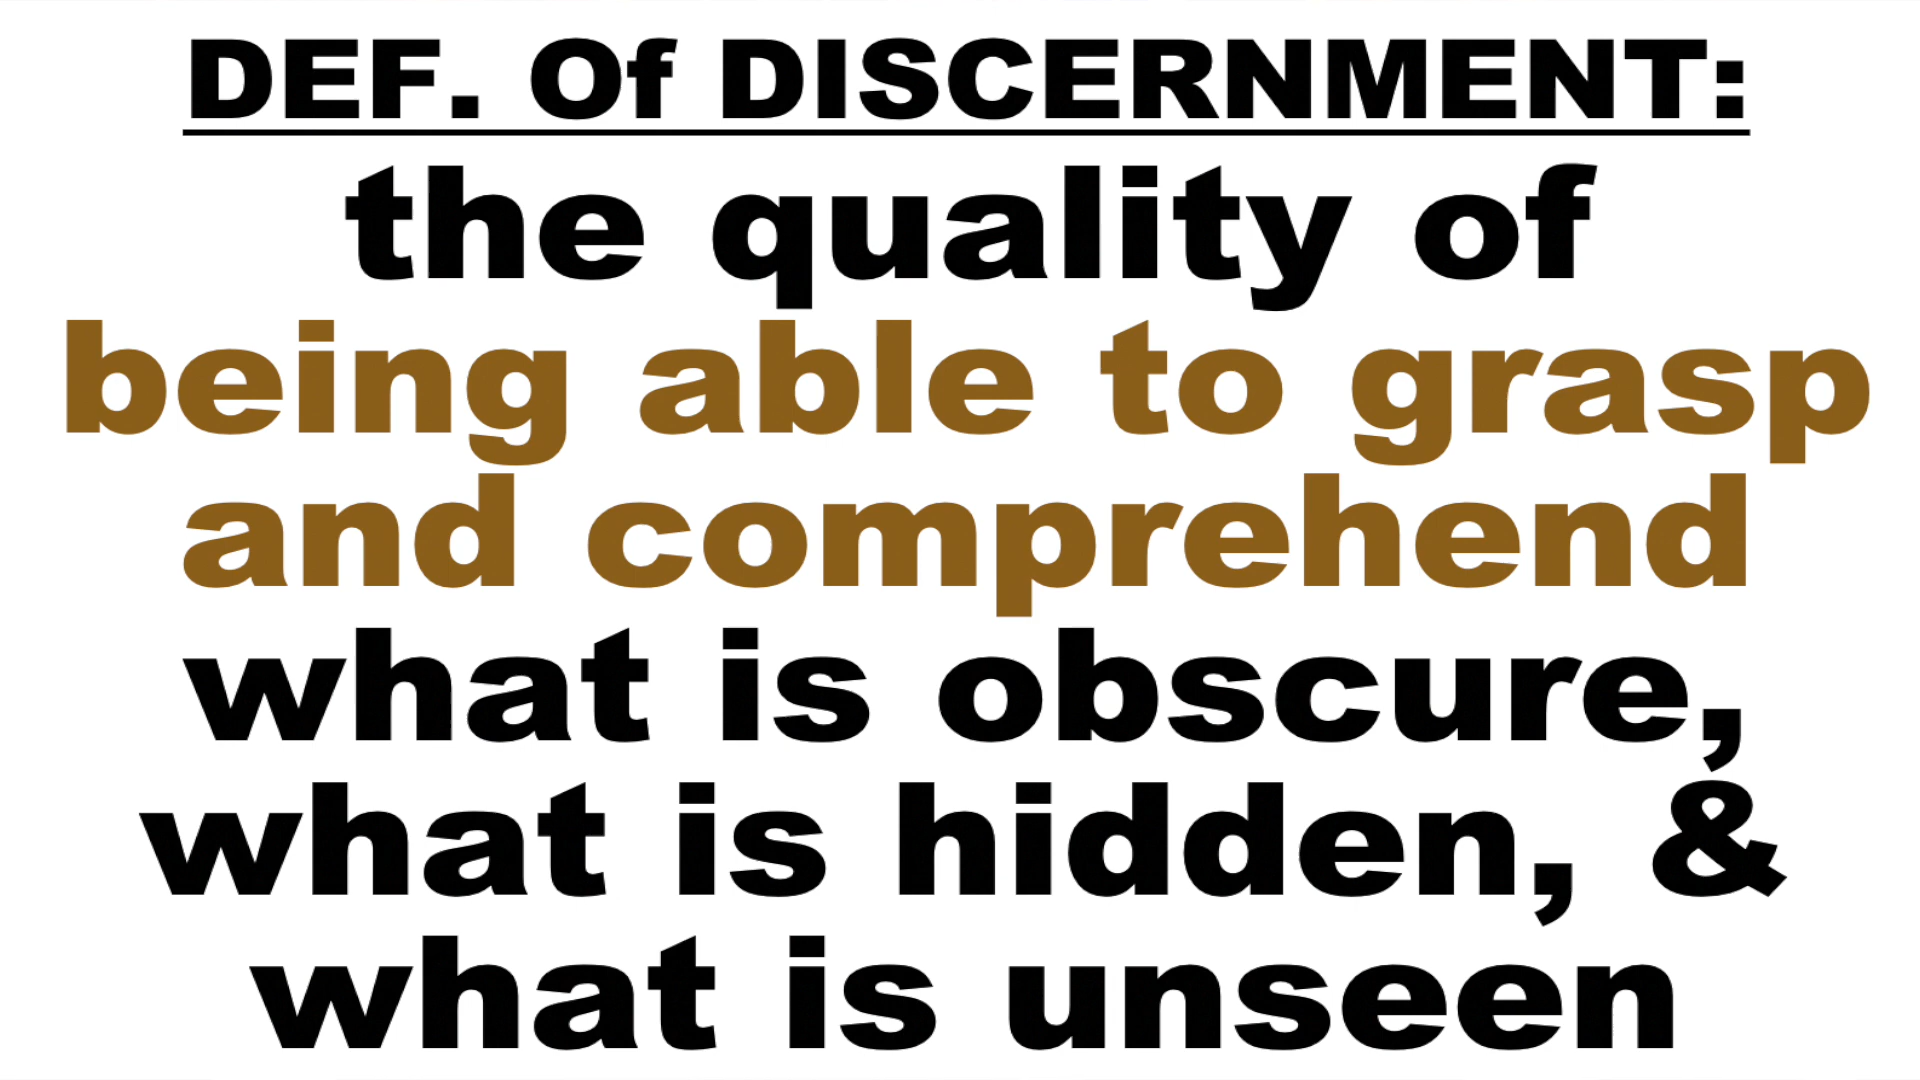 DEF. Of DISCERNMENT:
the quality of
being able to grasp
and comprehend
what is obscure,
what is hidden, &
what is unseen